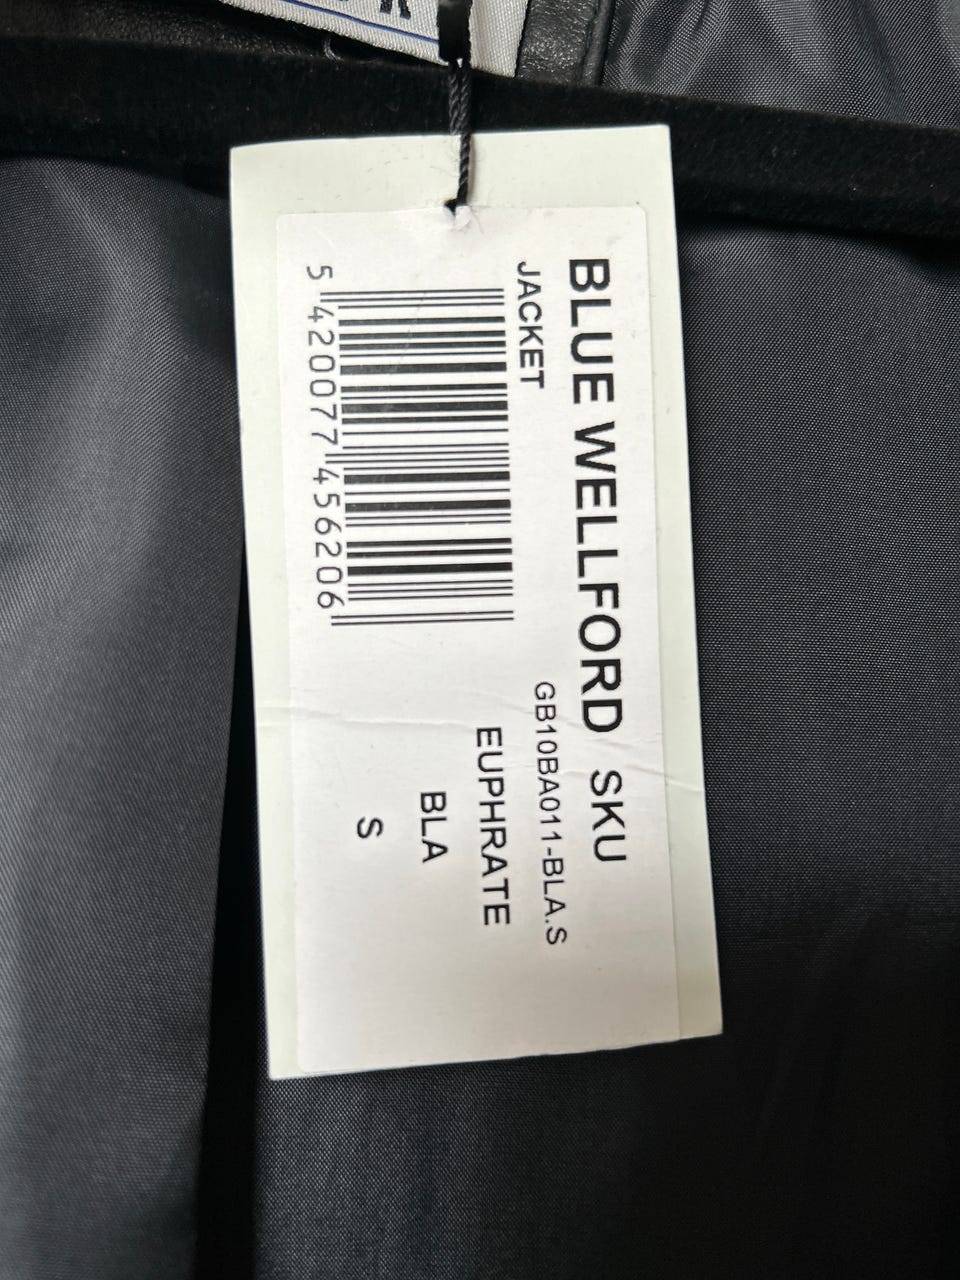 BLUE WELLFORD SKU
JACKET
GB10BA011-BLA.S
EUPHRATE
BLA
S
5 420077 456206